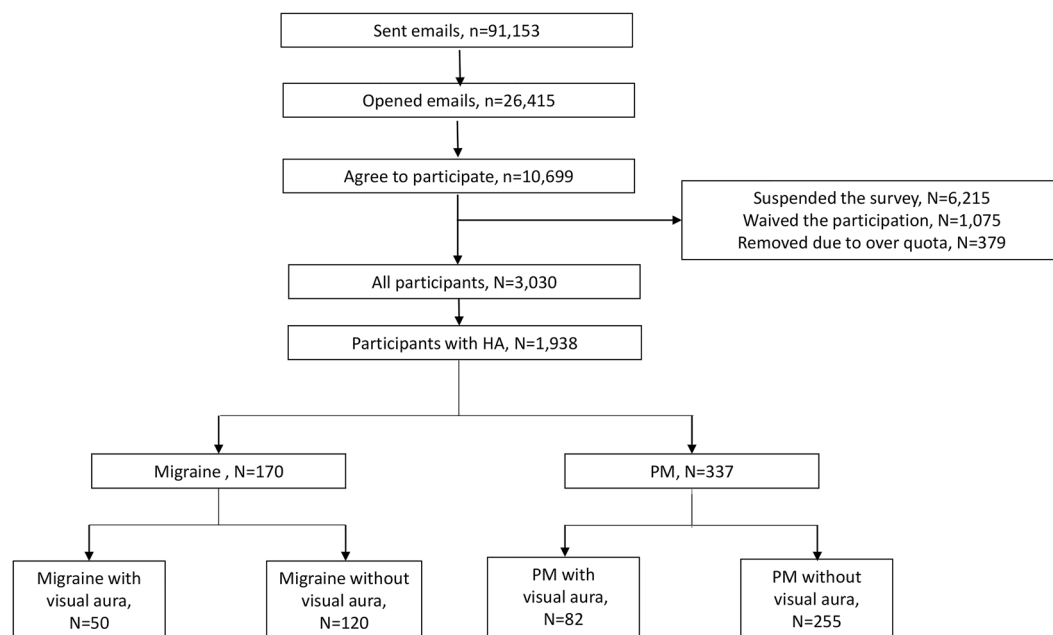 Sent emails, n=91,153
Opened emails, n=26,415
Agree to participate, n=10,699
Suspended the survey, N=6,215
Waived the participation, N=1,075
Removed due to over quota, N=379
All participants, N=3,030
Participants with HA, N=1,938
Migraine , N=170
PM, N=337
Migraine with
visual aura,
N=50
Migraine without
visual aura,
N=120
PM with
visual aura,
N=82
PM without
visual aura,
N=255